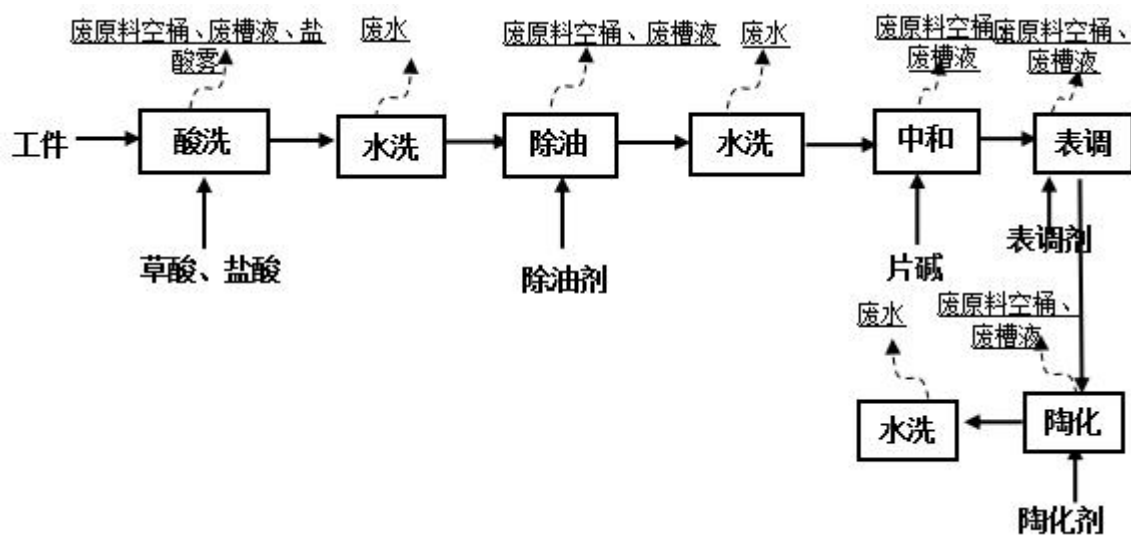 废原料空桶、废槽液、盐
酸雾
废水
废原料空桶、废槽液
废水
废原料空桶、
废槽液
废原料空桶、
废槽液
工件
酸洗
水洗
除油
水洗
中和
表调
草酸、盐酸
除油剂
片碱
表调剂
废水
废原料空桶、
废槽液
水洗
陶化
陶化剂